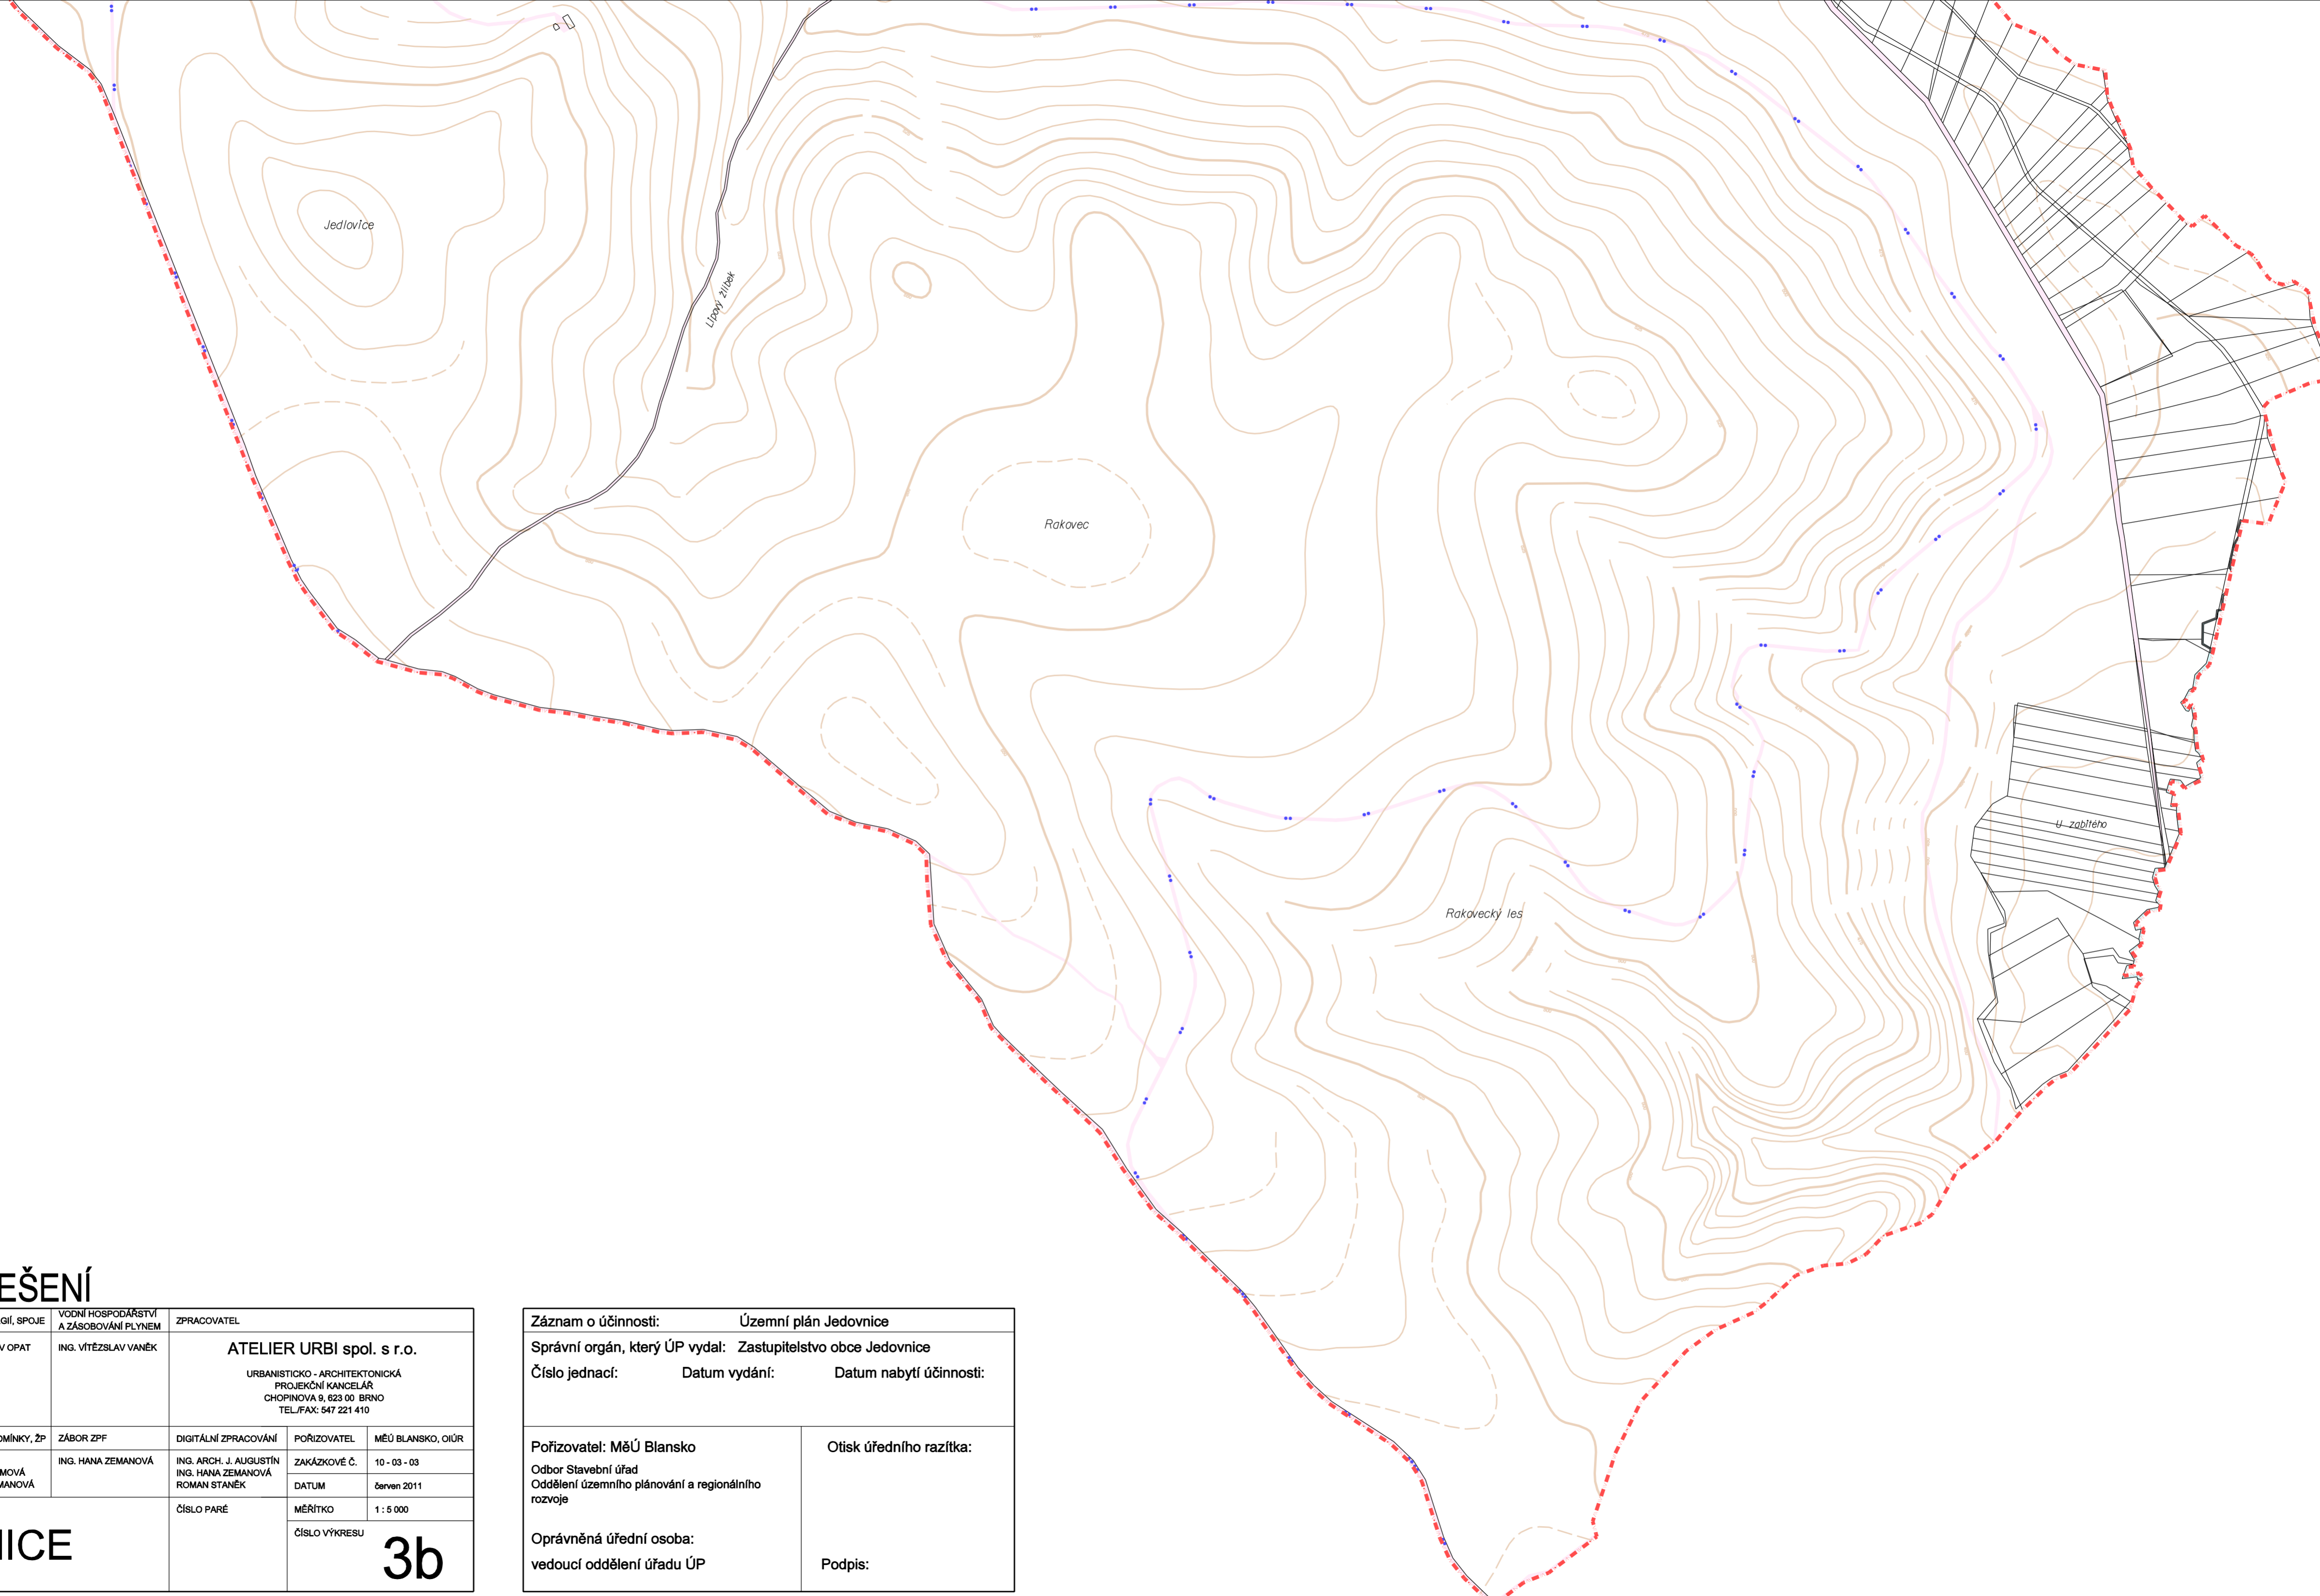 Jedlovice
Lipový žlíbek
Rakovec
U zabitého
Rakovecký les
EŠENÍ
GIÍ, SPOJE
VODNÍ HOSPODÁŘSTVÍ
A ZÁSOBOVÁNÍ PLYNEM
ZPRACOVATEL
V OPAT
ING. VÍTĚZSLAV VANĚK
ATELIER URBI spol. s r.o.
URBANISTICKO - ARCHITEKTONICKÁ
PROJEKČNÍ KANCELÁŘ
CHOPINOVA 9, 623 00 BRNO
TEL./FAX: 547 221 410
OMÍNKY, ŽP
ZÁBOR ZPF
DIGITÁLNÍ ZPRACOVÁNÍ
POŘIZOVATEL
MĚÚ BLANSKO, OIÚR
MOVÁ
MANOVÁ
ING. HANA ZEMANOVÁ
ING. ARCH. J. AUGUSTÍN
ING. HANA ZEMANOVÁ
ROMAN STANĚK
ZAKÁZKOVÉ Č.
10 - 03 - 03
DATUM
červen 2011
ČÍSLO PARÉ
MĚŘÍTKO
1 : 5 000
ČÍSLO VÝKRESU
3b
NICE
Záznam o účinnosti: Územní plán Jedovnice
Správní orgán, který ÚP vydal: Zastupitelstvo obce Jedovnice
Číslo jednací: Datum vydání: Datum nabytí účinnosti:
Pořizovatel: MěÚ Blansko
Odbor Stavební úřad
Oddělení územního plánování a regionálního
rozvoje
Oprávněná úřední osoba:
vedoucí oddělení úřadu ÚP
Otisk úředního razítka:
Podpis: